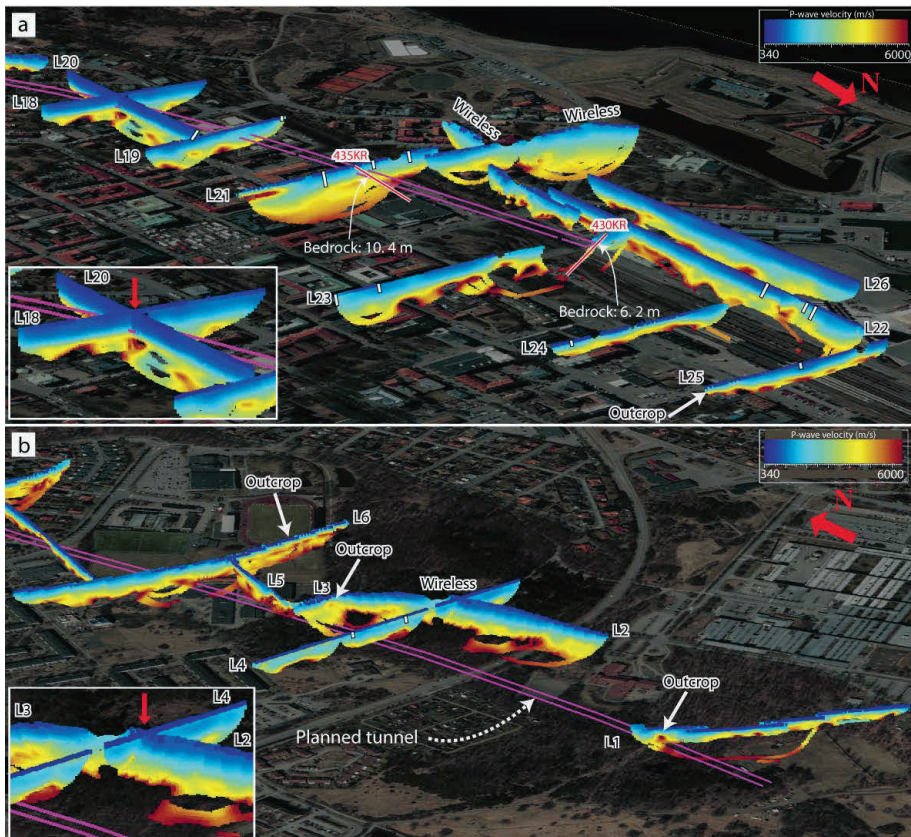 a
P-wave velocity (m/s)
340 6000
N
L20
L18
L19
L21
435KR
Wireless
Wireless
Bedrock: 10. 4 m
430KR
Bedrock: 6. 2 m
L23
L24
L25
Outcrop
L26
L22
L20
L18
b
P-wave velocity (m/s)
340 6000
N
Outcrop
L6
Outcrop
L5
L3
Wireless
L4
L2
Outcrop
L1
Planned tunnel
L3
L4
L2